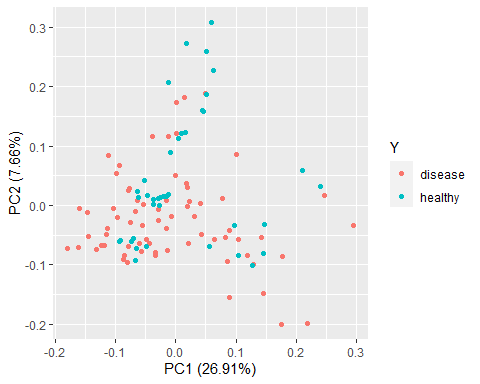 0.3
0.2
0.1
0.0
-0.1
-0.2
PC2 (7.66%)
-0.2 -0.1 0.0 0.1 0.2 0.3
PC1 (26.91%)
Y
disease
healthy